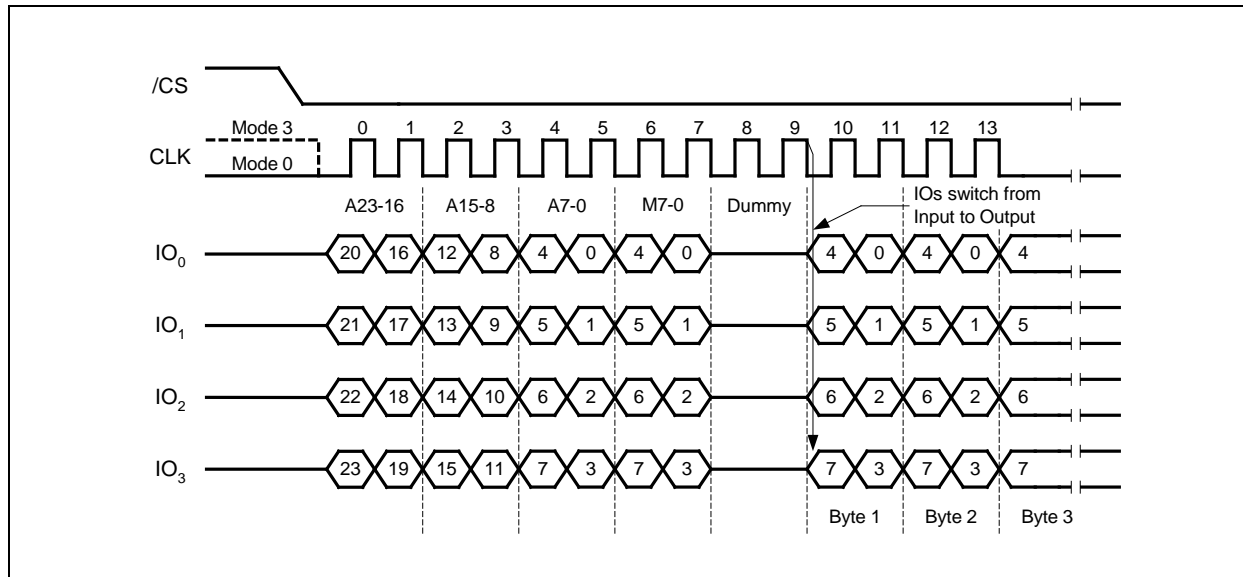 /CS
Mode 3 0 1 2 3 4 5 6 7 8 9 10 11 12 13
CLK
Mode 0
IOs switch from
Input to Output
A23-16 A15-8 A7-0 M7-0 Dummy
IO0 20 16 12 8 4 0 4 0 4 0 4 0 4
IO1 21 17 13 9 5 1 5 1 5 1 5 1 5
IO2 22 18 14 10 6 2 6 2 6 2 6 2 6
IO3 23 19 15 11 7 3 7 3 7 3 7 3 7
Byte 1 Byte 2 Byte 3